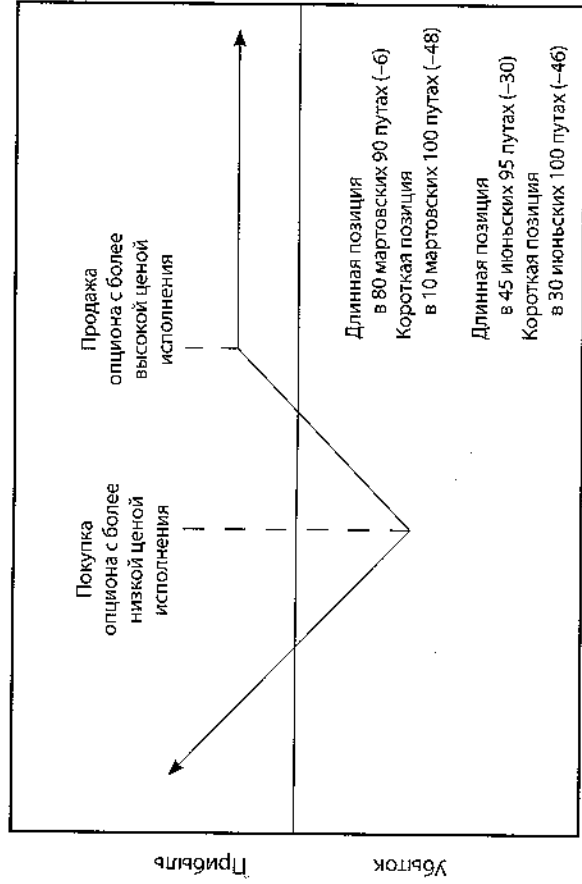 Прибыль
Убыток
Покупка
опциона с более
низкой ценой
исполнения
Продажа
опциона с более
высокой ценой
исполнения
Длинная позиция
в 80 мартовских 90 путах (–6)
Короткая позиция
в 10 мартовских 100 путах (–48)
Длинная позиция
в 45 июньских 95 путах (–30)
Короткая позиция
в 30 июньских 100 путах (–46)